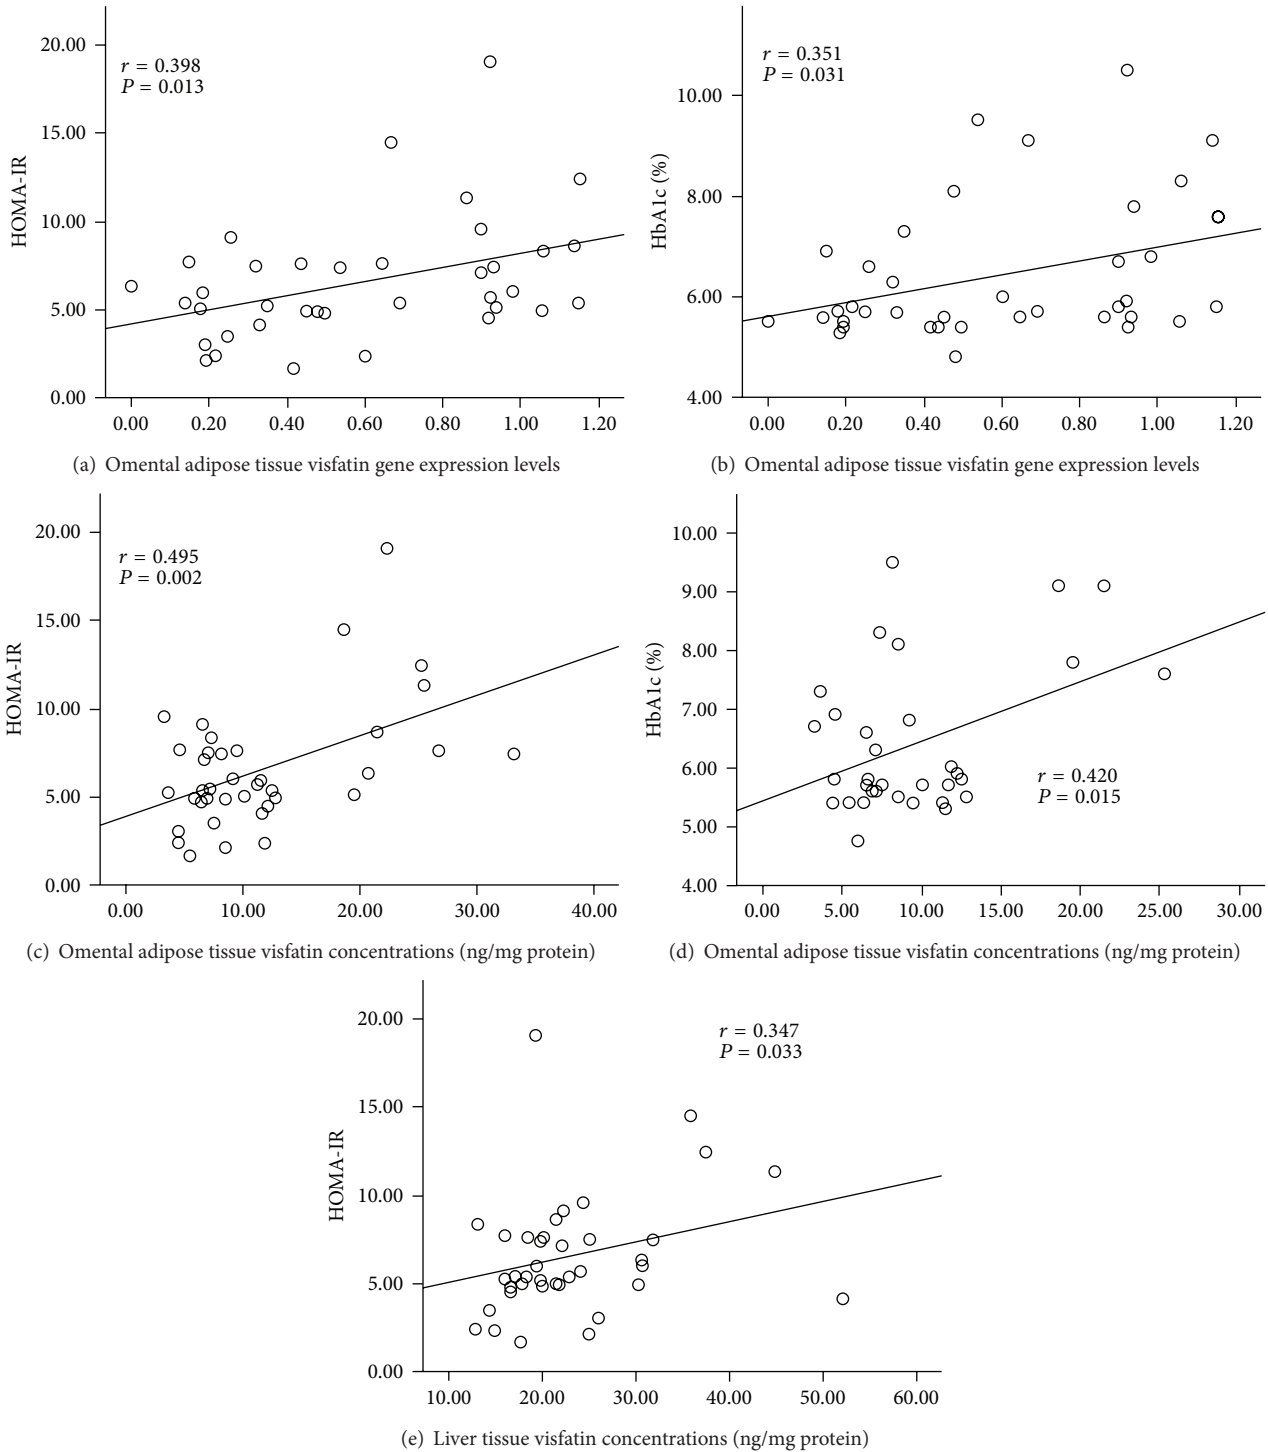 20.00
15.00
10.00
5.00
0.00
HOMA-IR
r = 0.398
P = 0.013
0.00 0.20 0.40 0.60 0.80 1.00 1.20
(a) Omental adipose tissue visfatin gene expression levels
10.00
8.00
6.00
4.00
HbA1c (%)
r = 0.351
P = 0.031
0.00 0.20 0.40 0.60 0.80 1.00 1.20
(b) Omental adipose tissue visfatin gene expression levels
20.00
15.00
10.00
5.00
0.00
HOMA-IR
r = 0.495
P = 0.002
0.00 10.00 20.00 30.00 40.00
(c) Omental adipose tissue visfatin concentrations (ng/mg protein)
10.00
9.00
8.00
7.00
6.00
5.00
4.00
HbA1c (%)
r = 0.420
P = 0.015
0.00 5.00 10.00 15.00 20.00 25.00 30.00
(d) Omental adipose tissue visfatin concentrations (ng/mg protein)
20.00
15.00
10.00
5.00
0.00
HOMA-IR
r = 0.347
P = 0.033
10.00 20.00 30.00 40.00 50.00 60.00
(e) Liver tissue visfatin concentrations (ng/mg protein)